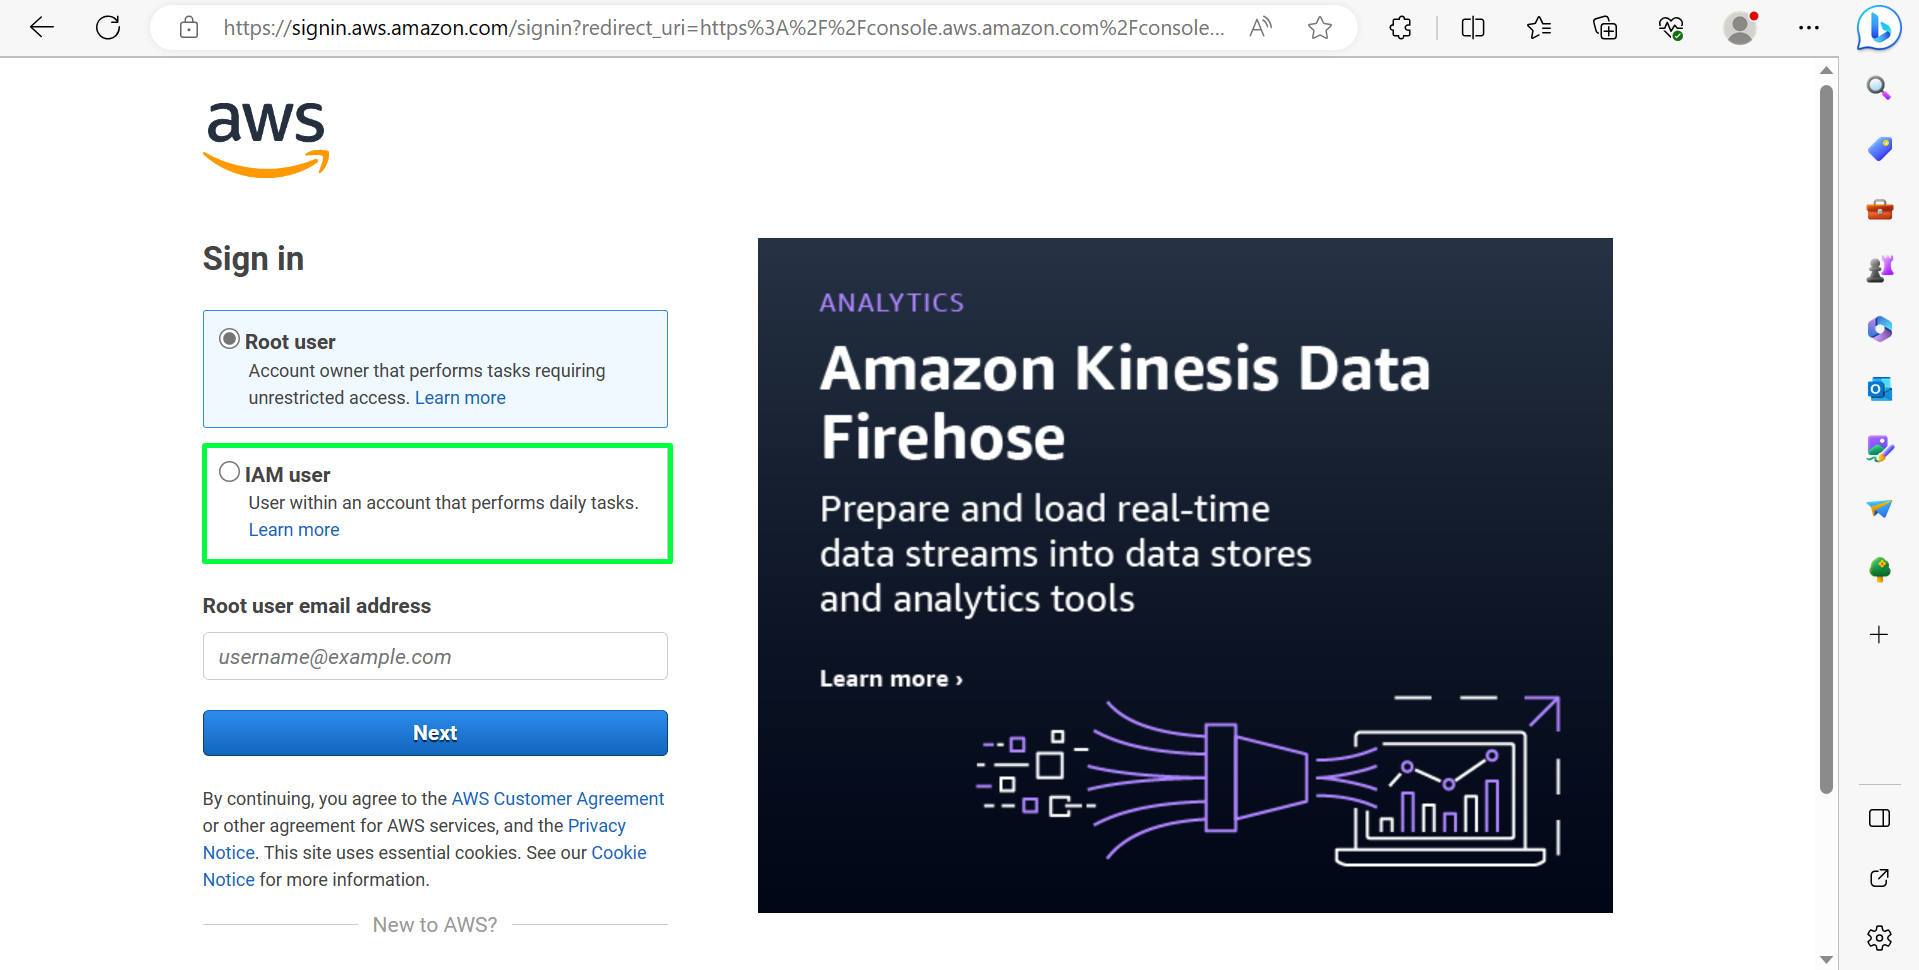 https://signin.aws.amazon.com/signin?redirect_uri=https%3A%2F%2Fconsole.aws.amazon.com%2Fconsole...
aws
Sign in
Root user
Account owner that performs tasks requiring
unrestricted access. Learn more
IAM user
User within an account that performs daily tasks.
Learn more
Root user email address
username@example.com
Next
By continuing, you agree to the AWS Customer Agreement
or other agreement for AWS services, and the Privacy
Notice. This site uses essential cookies. See our Cookie
Notice for more information.
New to AWS?
ANALYTICS
Amazon Kinesis Data
Firehose
Prepare and load real-time
data streams into data stores
and analytics tools
Learn more ›